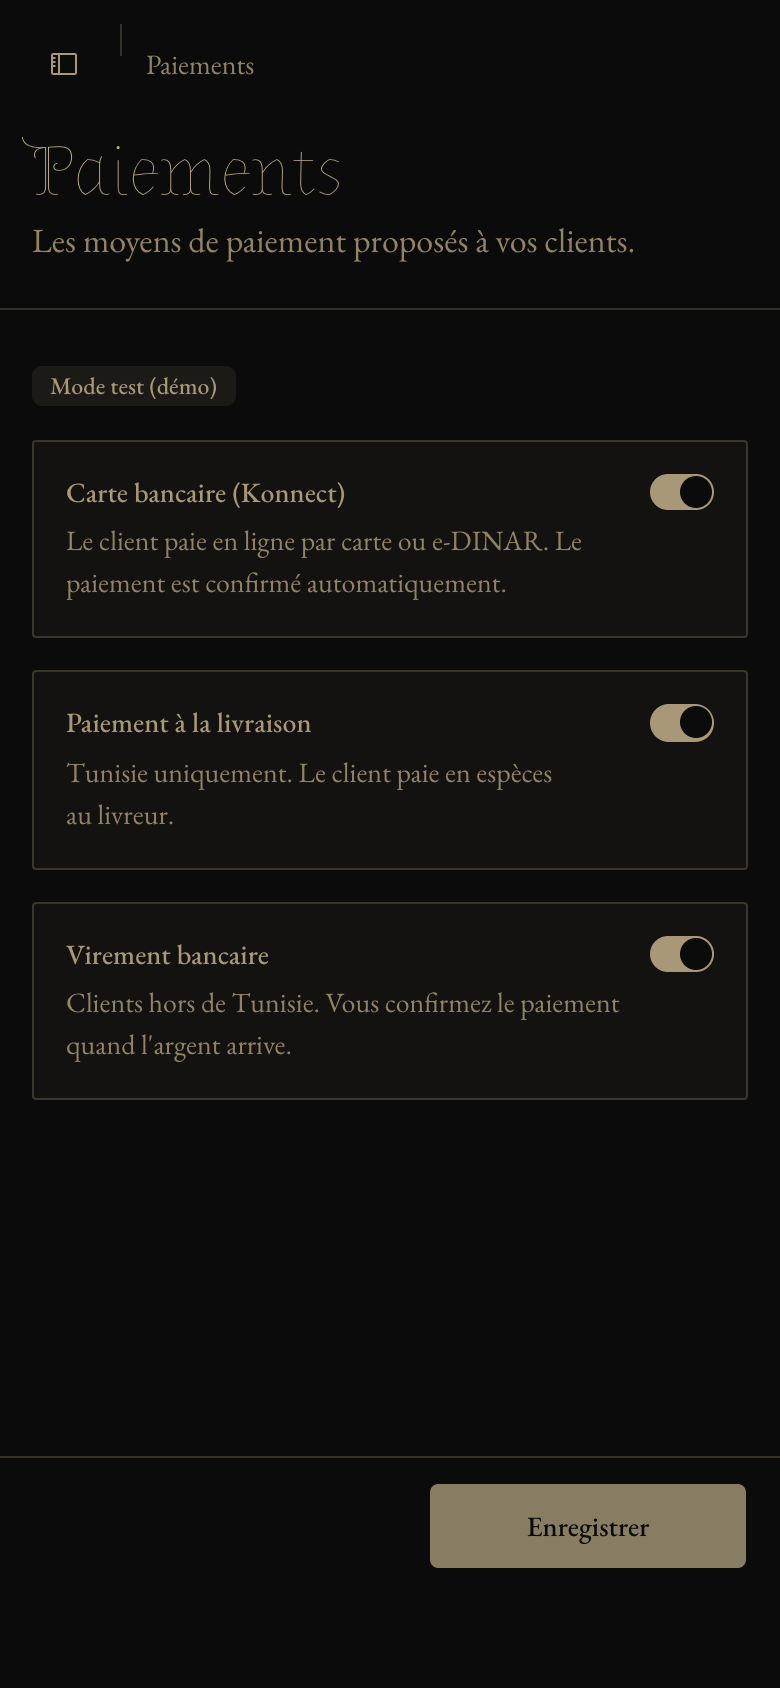 Paiements
Paiements
Les moyens de paiement proposés à vos clients.
Mode test (démo)
Carte bancaire (Konnect)
Le client paie en ligne par carte ou e-DINAR. Le
paiement est confirmé automatiquement.
Paiement à la livraison
Tunisie uniquement. Le client paie en espèces
au livreur.
Virement bancaire
Clients hors de Tunisie. Vous confirmez le paiement
quand l'argent arrive.
Enregistrer